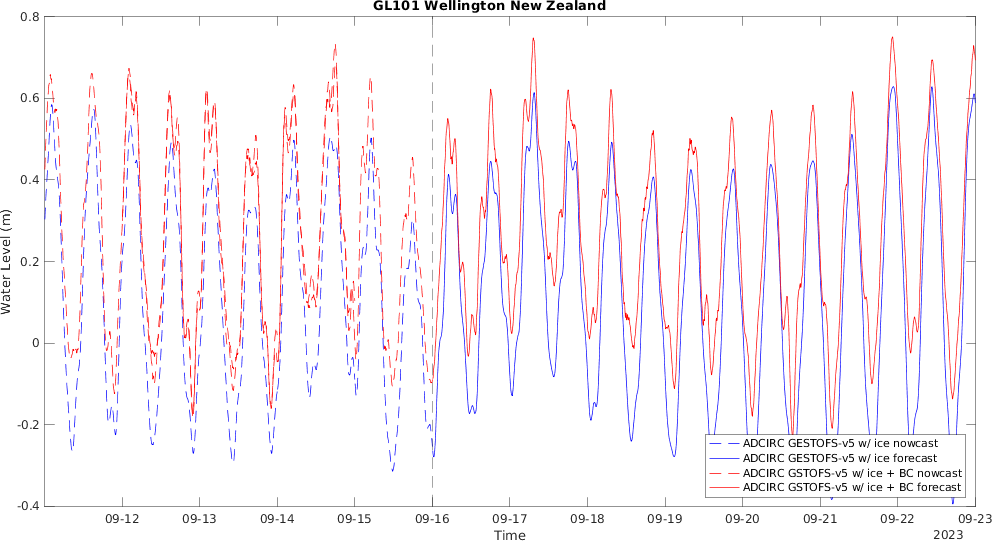 GL101 Wellington New Zealand
0.8
0.6
0.4
0.2
0
-0.2
-0.4
Water Level (m)
ADCIRC GESTOFS-v5 w/ ice nowcast
ADCIRC GESTOFS-v5 w/ ice forecast
ADCIRC GSTOFS-v5 w/ ice + BC nowcast
ADCIRC GSTOFS-v5 w/ ice + BC forecast
09-12 09-13 09-14 09-15 09-16 09-17 09-18 09-19 09-20 09-21 09-22 09-23
Time
2023